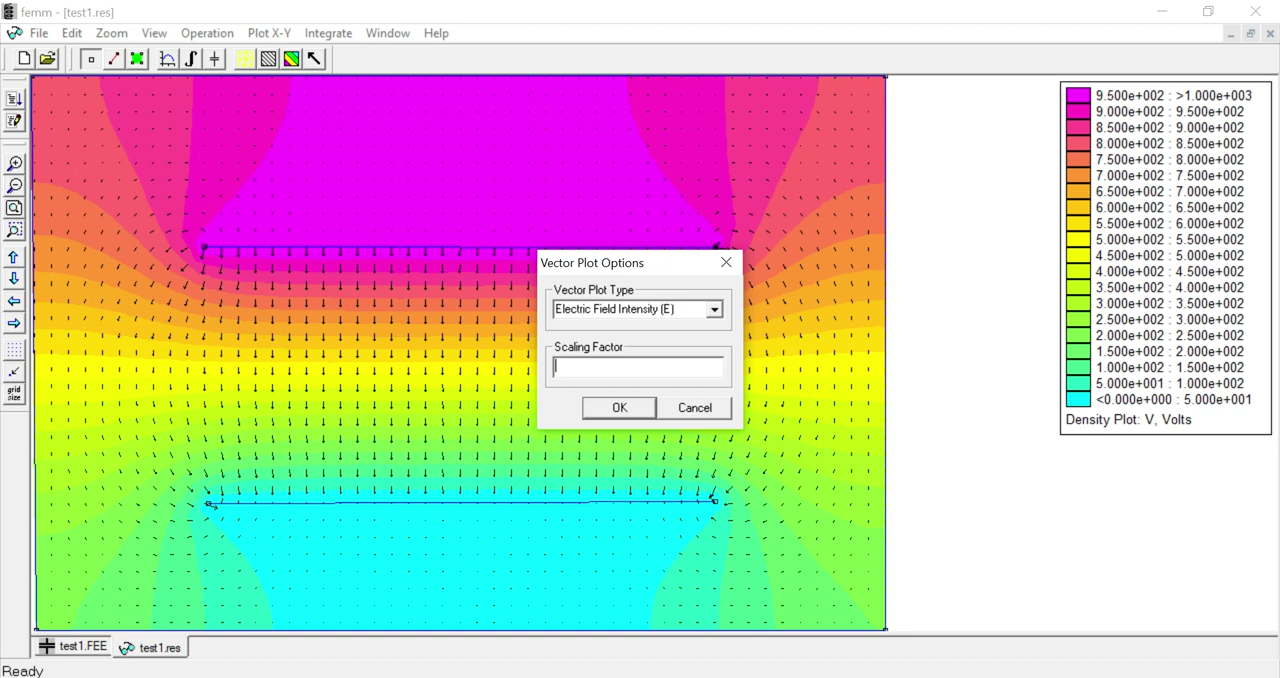 femm - [test1.res]
File Edit Zoom View Operation Plot X-Y Integrate Window Help
grid
size
Vector Plot Options
Vector Plot Type
Electric Field Intensity (E)
Scaling Factor
OK Cancel
9.500e+002 : >1.000e+003
9.000e+002 : 9.500e+002
8.500e+002 : 9.000e+002
8.000e+002 : 8.500e+002
7.500e+002 : 8.000e+002
7.000e+002 : 7.500e+002
6.500e+002 : 7.000e+002
6.000e+002 : 6.500e+002
5.500e+002 : 6.000e+002
5.000e+002 : 5.500e+002
4.500e+002 : 5.000e+002
4.000e+002 : 4.500e+002
3.500e+002 : 4.000e+002
3.000e+002 : 3.500e+002
2.500e+002 : 3.000e+002
2.000e+002 : 2.500e+002
1.500e+002 : 2.000e+002
1.000e+002 : 1.500e+002
5.000e+001 : 1.000e+002
<0.000e+000 : 5.000e+001
Density Plot: V, Volts
test1.FEE test1.res
Ready